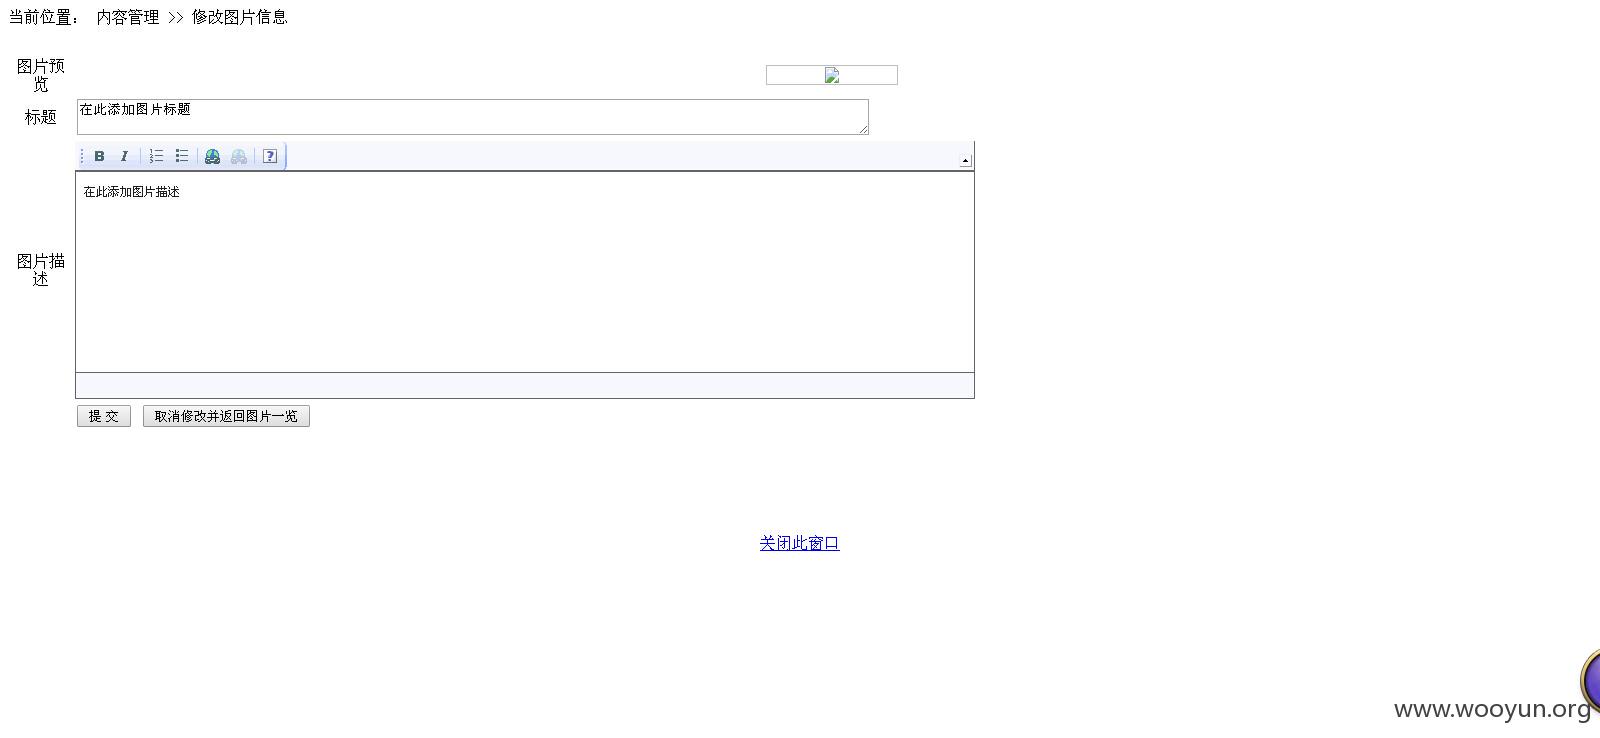 当前位置： 内容管理 >> 修改图片信息
图片预
览
标题
在此添加图片标题
B I
?
在此添加图片描述
图片描
述
提 交 取消修改并返回图片一览
关闭此窗口
www.wooyun.org